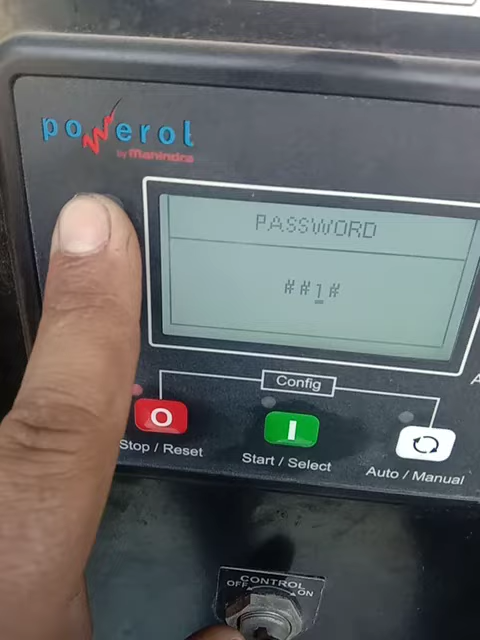 powerol
by Mahindra
PASSWORD
##1#
Config
O
I
Stop / Reset
Start / Select
Auto / Manual
A
CONTROL
OFF
ON